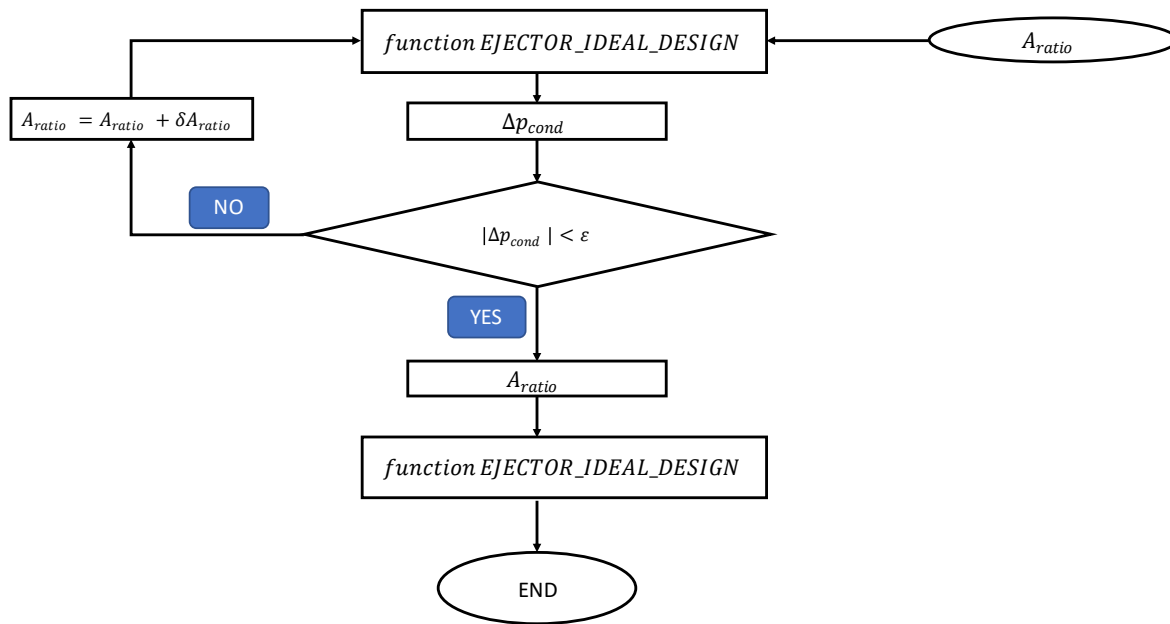 function EJECTOR_IDEAL_DESIGN
A_ratio
A_ratio = A_ratio + δA_ratio
Δp_cond
NO
|Δp_cond | < ε
YES
A_ratio
function EJECTOR_IDEAL_DESIGN
END